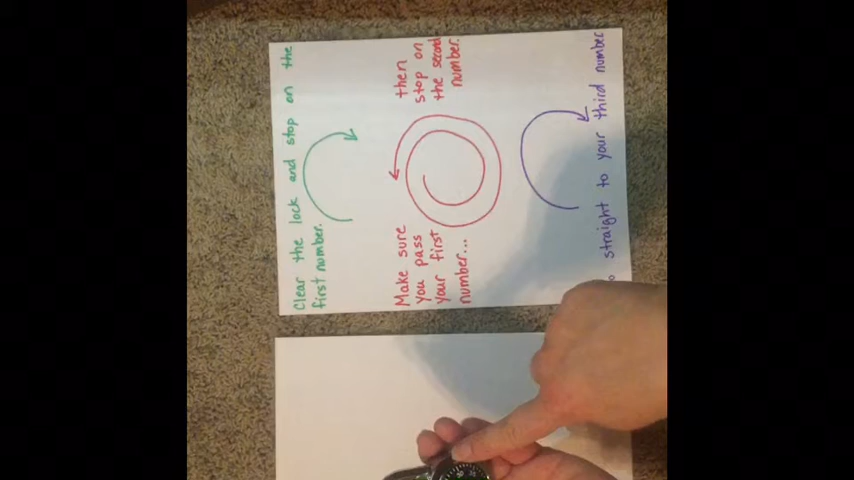 Clear the lock and stop on the
first number.
Make sure
you pass
your first
number...
then
stop on
the second
number.
straight to your third number